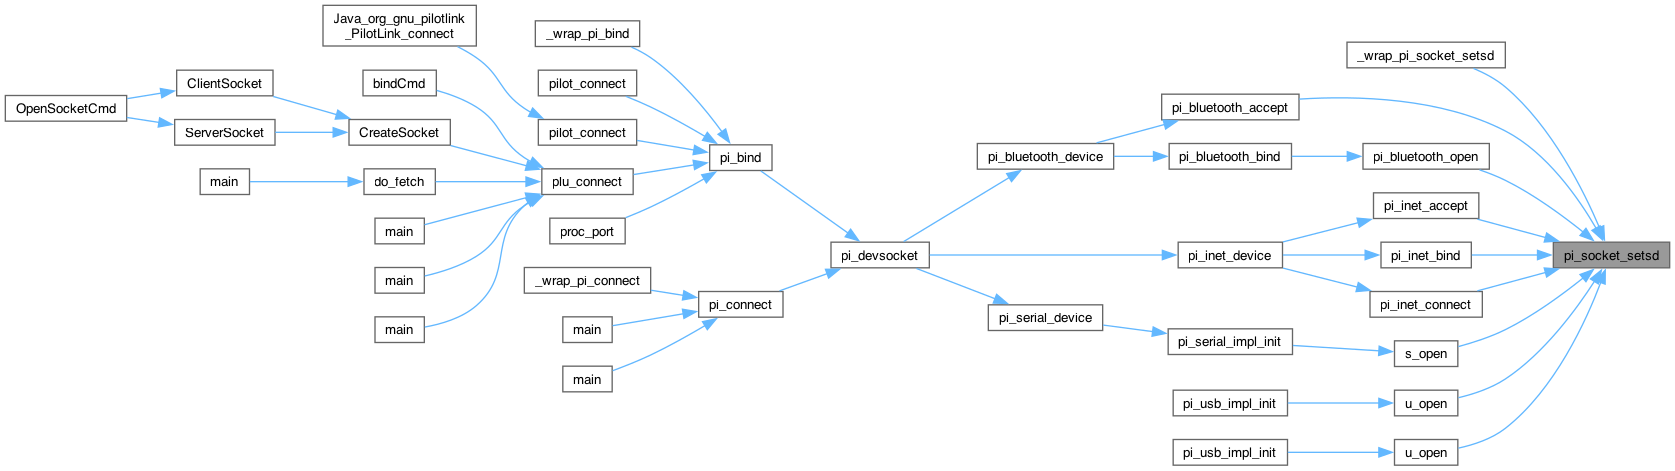 Java_org_gnu_pilotlink
_PilotLink_connect
_wrap_pi_bind
_wrap_pi_socket_setsd
ClientSocket
bindCmd
pilot_connect
OpenSocketCmd
pi_bluetooth_accept
ServerSocket
CreateSocket
pilot_connect
pi_bind
pi_bluetooth_device
pi_bluetooth_bind
pi_bluetooth_open
main
do_fetch
plu_connect
pi_inet_accept
main
proc_port
pi_devsocket
pi_inet_device
pi_inet_bind
pi_socket_setsd
main
_wrap_pi_connect
pi_connect
pi_inet_connect
main
main
pi_serial_device
pi_serial_impl_init
s_open
main
pi_usb_impl_init
u_open
pi_usb_impl_init
u_open